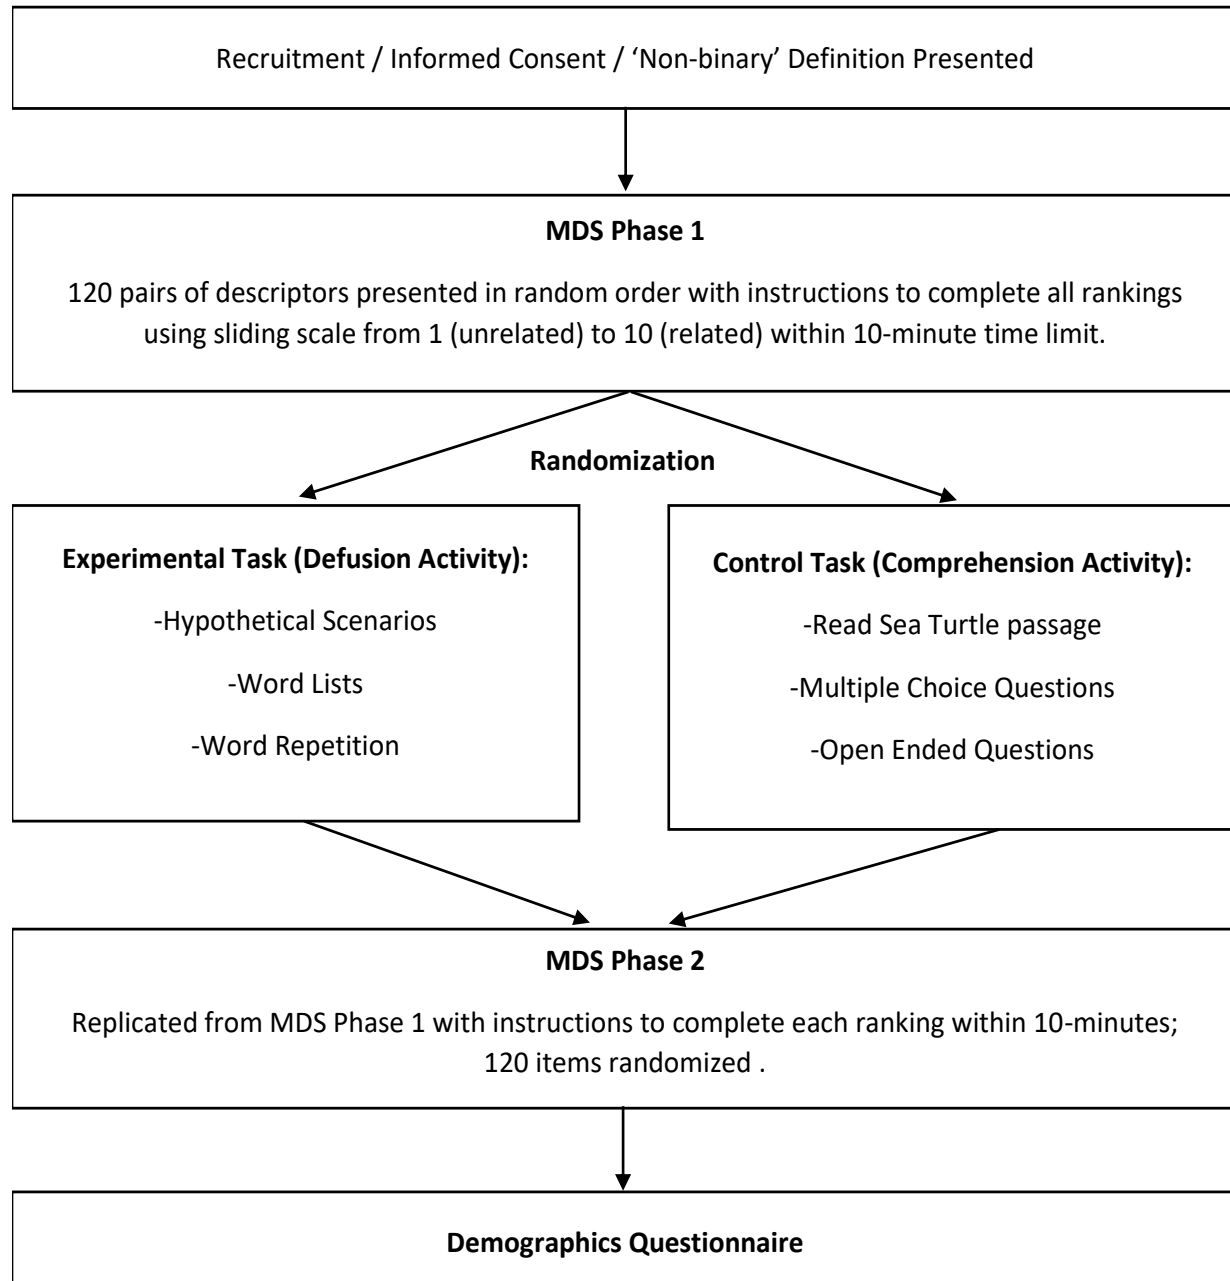 Recruitment / Informed Consent / ‘Non-binary’ Definition Presented
MDS Phase 1
120 pairs of descriptors presented in random order with instructions to complete all rankings
using sliding scale from 1 (unrelated) to 10 (related) within 10-minute time limit.
Randomization
Experimental Task (Defusion Activity):
-Hypothetical Scenarios
-Word Lists
-Word Repetition
Control Task (Comprehension Activity):
-Read Sea Turtle passage
-Multiple Choice Questions
-Open Ended Questions
MDS Phase 2
Replicated from MDS Phase 1 with instructions to complete each ranking within 10-minutes;
120 items randomized .
Demographics Questionnaire